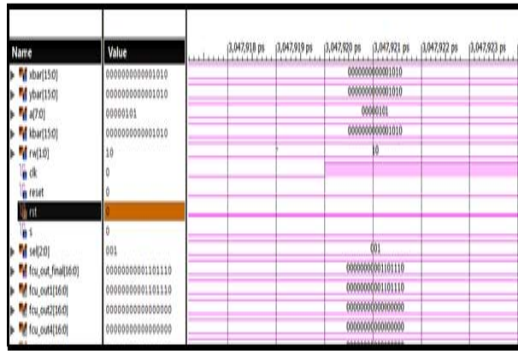 Name Value
3,047,918 ps 3,047,919 ps 3,047,920 ps 3,047,921 ps 3,047,922 ps 3,047,923 ps
xbar[15:0] 0000000000001010 0000000000001010
ybar[15:0] 0000000000001010 0000000000001010
a[7:0] 00000101 00000101
kbar[15:0] 0000000000001010 0000000000001010
rw[1:0] 10 10
clk 0
reset 0
rst 0
s 0
sel[2:0] 001 001
fcu_out_final[16:0] 00000000001101110 00000000001101110
fcu_out1[16:0] 00000000001101110 00000000001101110
fcu_out2[16:0] 00000000000000000 00000000000000000
fcu_out4[16:0] 00000000000000000 00000000000000000